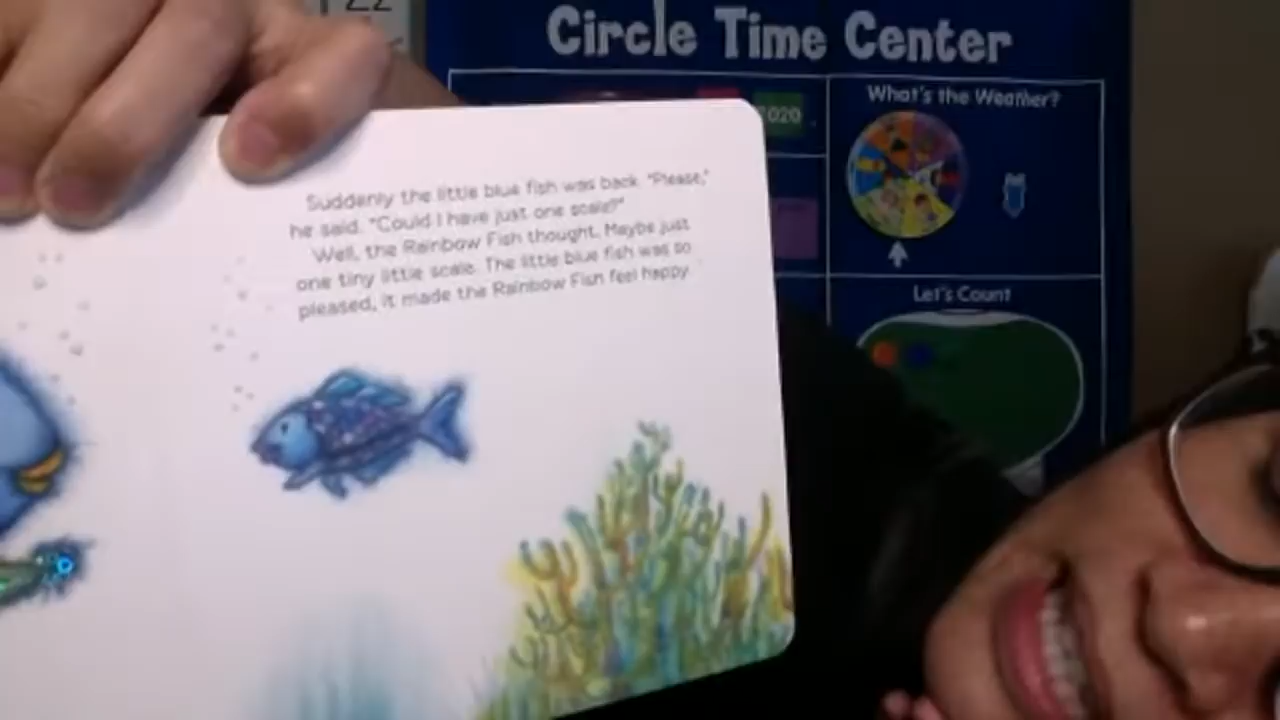 Zz
Circle Time Center
2020
What's the Weather?
Let's Count
Suddenly the little blue fish was back. "Please,"
he said. "Could I have just one scale?"
Well, the Rainbow Fish thought. Maybe just
one tiny little scale. The little blue fish was so
pleased, it made the Rainbow Fish feel happy.